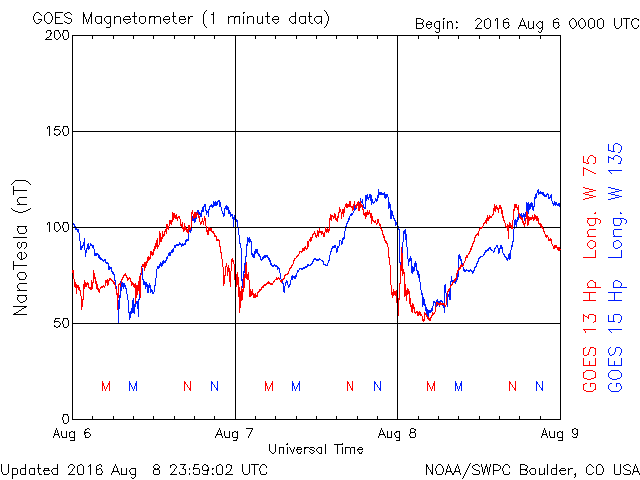 GOES Magnetometer (1 minute data)
Begin: 2016 Aug 6 0000 UTC
200
150
100
50
0
NanoTesla (nT)
M M N N M M N N M M N N
Aug 6 Aug 7 Aug 8 Aug 9
Universal Time
GOES 13 Hp Long. W 75
GOES 15 Hp Long. W 135
Updated 2016 Aug 8 23:59:02 UTC
NOAA/SWPC Boulder, CO USA